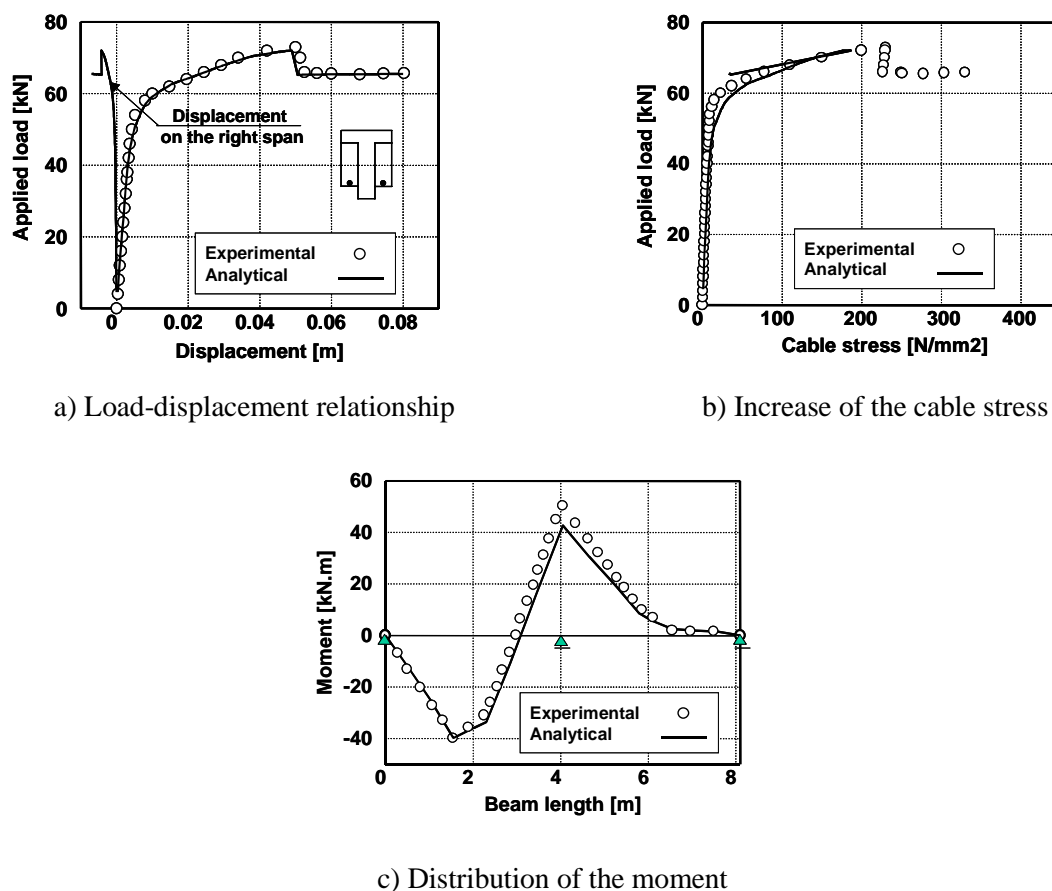 80
60
40
20
0
Applied load [kN]
Displacement
on the right span
Experimental
Analytical
0 0.02 0.04 0.06 0.08
Displacement [m]
a) Load-displacement relationship
80
60
40
20
0
Applied load [kN]
Experimental
Analytical
0 100 200 300 400
Cable stress [N/mm2]
b) Increase of the cable stress
60
40
20
0
-20
-40
Moment [kN.m]
Experimental
Analytical
0 2 4 6 8
Beam length [m]
c) Distribution of the moment